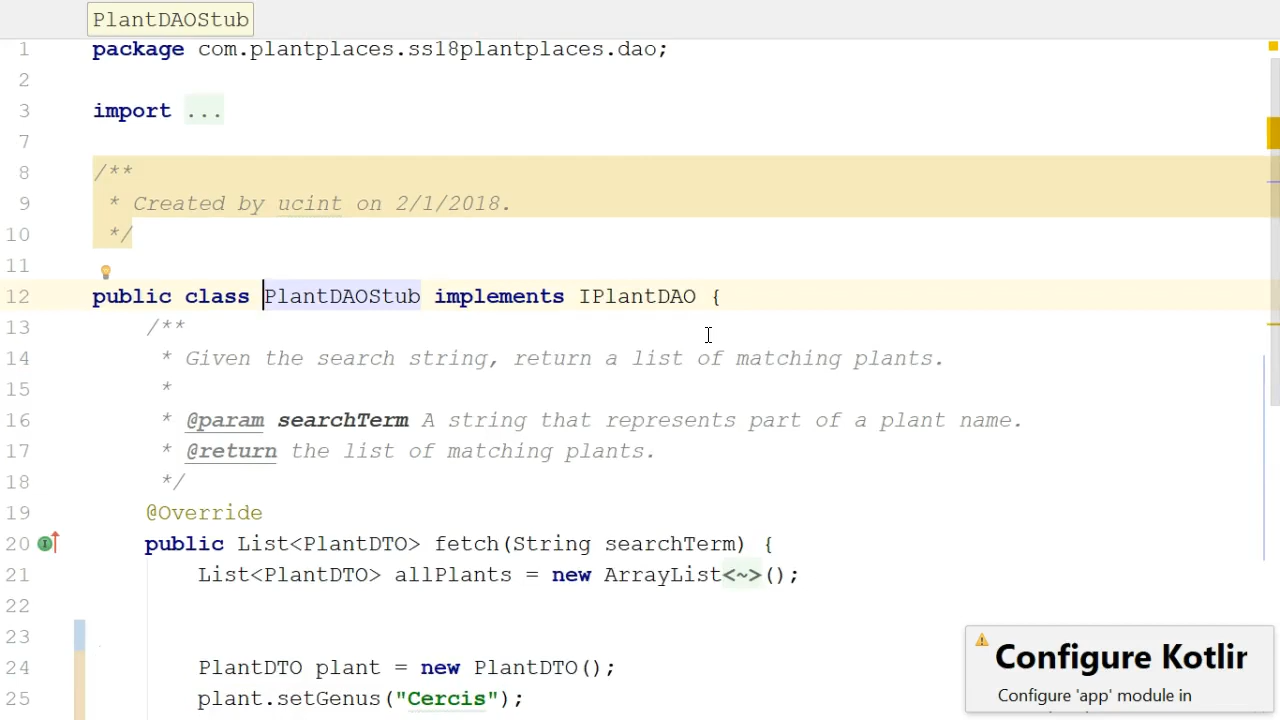 PlantDAOStub
1 package com.plantplaces.ss18plantplaces.dao;
2
3 import ...
7
8 /**
9 * Created by ucint on 2/1/2018.
10 */
11
12 public class PlantDAOStub implements IPlantDAO {
13 /**
14 * Given the search string, return a list of matching plants.
15 *
16 * @param searchTerm A string that represents part of a plant name.
17 * @return the list of matching plants.
18 */
19 @Override
20 public List<PlantDTO> fetch(String searchTerm) {
21 List<PlantDTO> allPlants = new ArrayList<~>();
22
23
24 PlantDTO plant = new PlantDTO();
25 plant.setGenus("Cercis");
Configure Kotlir
Configure 'app' module in